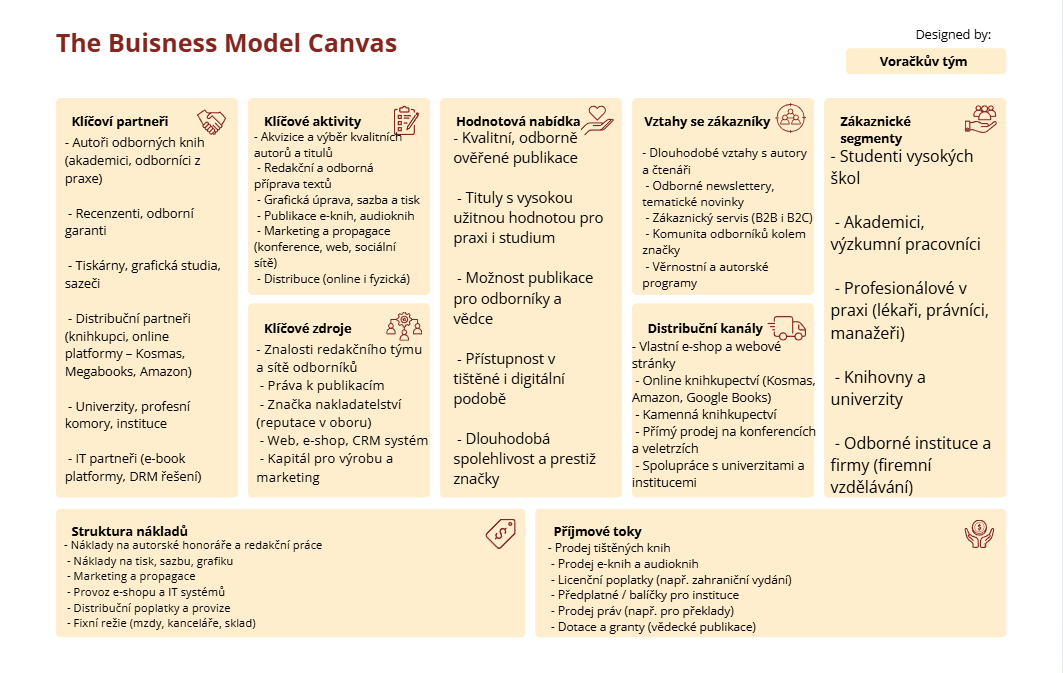 The Buisness Model Canvas
Designed by:
Voračkův tým
Klíčoví partneři
- Autoři odborných knih
(akademici, odborníci z
praxe)
- Recenzenti, odborní
garanti
- Tiskárny, grafická studia,
sazeči
- Distribuční partneři
(knihkupci, online
platformy – Kosmas,
Megabooks, Amazon)
- Univerzity, profesní
komory, instituce
- IT partneři (e-book
platformy, DRM řešení)
Klíčové aktivity
- Akvizice a výběr kvalitních
autorů a titulů
- Redakční a odborná
příprava textů
- Grafická úprava, sazba a tisk
- Publikace e-knih, audioknih
- Marketing a propagace
(konference, web, sociální
sítě)
- Distribuce (online i fyzická)
Klíčové zdroje
- Znalosti redakčního týmu
a sítě odborníků
- Práva k publikacím
- Značka nakladatelství
(reputace v oboru)
- Web, e-shop, CRM systém
- Kapitál pro výrobu a
marketing
Hodnotová nabídka
- Kvalitní, odborně
ověřené publikace
- Tituly s vysokou
užitnou hodnotou pro
praxi i studium
- Možnost publikace
pro odborníky a
vědce
- Přístupnost v
tištěné i digitální
podobě
- Dlouhodobá
spolehlivost a prestiž
značky
Vztahy se zákazníky
- Dlouhodobé vztahy s autory
a čtenáři
- Odborné newslettery,
tematické novinky
- Zákaznický servis (B2B i B2C)
- Komunita odborníků kolem
značky
- Věrnostní a autorské
programy
Distribuční kanály
- Vlastní e-shop a webové
stránky
- Online knihkupectví (Kosmas,
Amazon, Google Books)
- Kamenná knihkupectví
- Přímý prodej na konferencích
a veletrzích
- Spolupráce s univerzitami a
institucemi
Zákaznické
segmenty
- Studenti vysokých
škol
- Akademici,
výzkumní pracovníci
- Profesionálové v
praxi (lékaři, právníci,
manažeři)
- Knihovny a
univerzity
- Odborné instituce a
firmy (firemní
vzdělávání)
Struktura nákladů
- Náklady na autorské honoráře a redakční práce
- Náklady na tisk, sazbu, grafiku
- Marketing a propagace
- Provoz e-shopu a IT systémů
- Distribuční poplatky a provize
- Fixní režie (mzdy, kanceláře, sklad)
Příjmové toky
- Prodej tištěných knih
- Prodej e-knih a audioknih
- Licenční poplatky (např. zahraniční vydání)
- Předplatné / balíčky pro instituce
- Prodej práv (např. pro překlady)
- Dotace a granty (vědecké publikace)